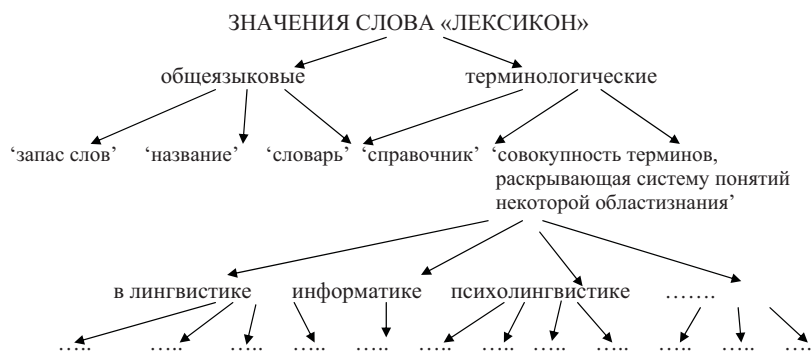 ЗНАЧЕНИЯ СЛОВА «ЛЕКСИКОН»
общеязыковые терминологические
‘запас слов’ ‘название’ ‘словарь’ ‘справочник’ ‘совокупность терминов,
раскрывающая систему понятий
некоторой областизнания’
в лингвистике информатике психолингвистике …….
….. ….. ….. ….. ….. ….. ….. ….. ….. ….. ….. …..